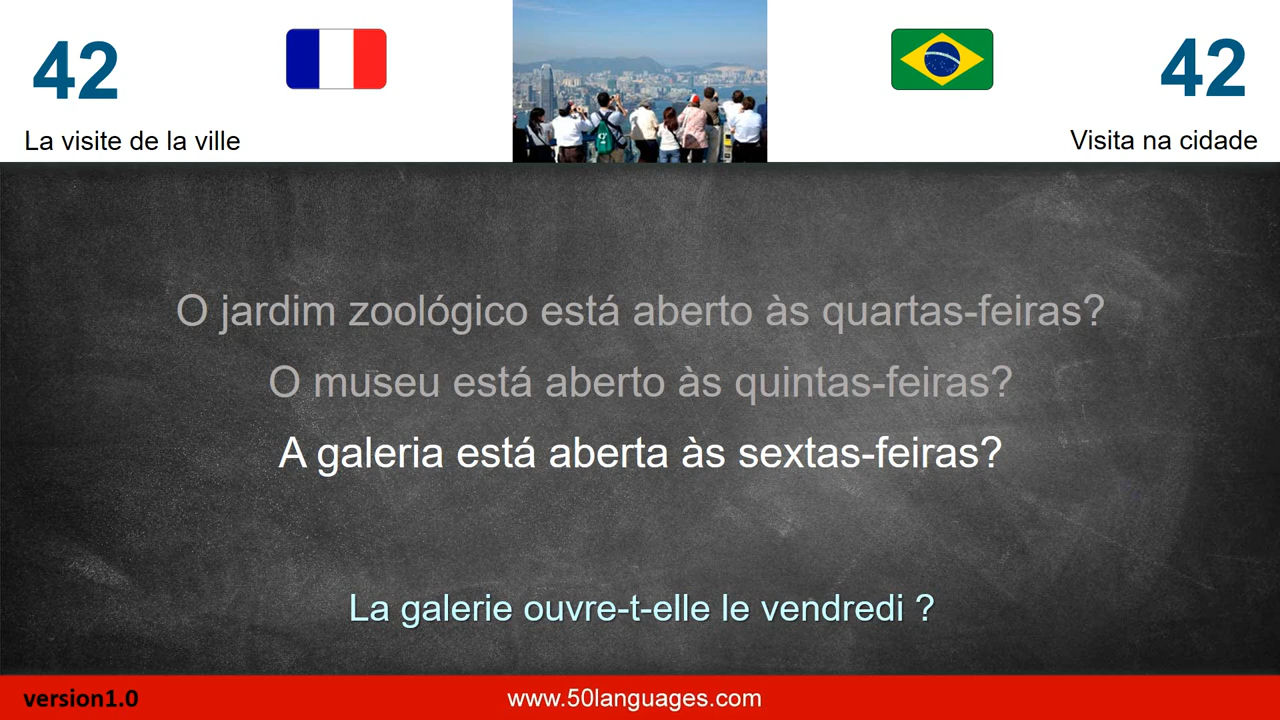 42
42
La visite de la ville
Visita na cidade
O jardim zoológico está aberto às quartas-feiras?
O museu está aberto às quintas-feiras?
A galeria está aberta às sextas-feiras?
La galerie ouvre-t-elle le vendredi ?
version1.0
www.50languages.com